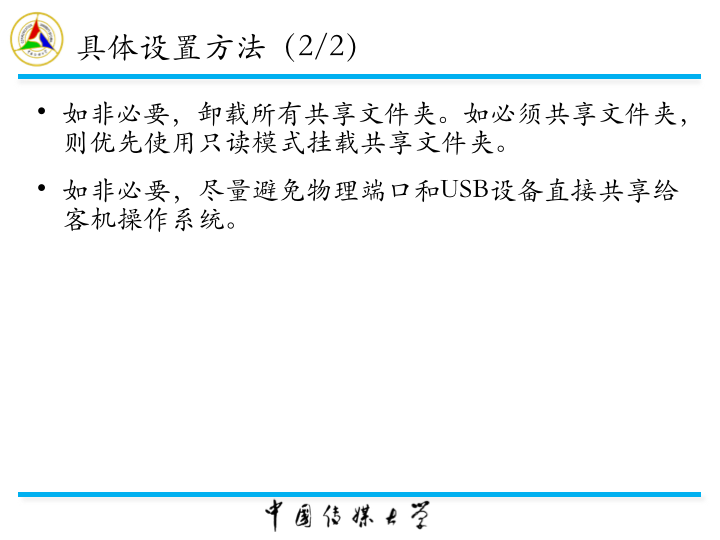 具体设置方法（2/2）
• 如非必要，卸载所有共享文件夹。如必须共享文件夹，
则优先使用只读模式挂载共享文件夹。
• 如非必要，尽量避免物理端口和USB设备直接共享给
客机操作系统。
中国传媒大学